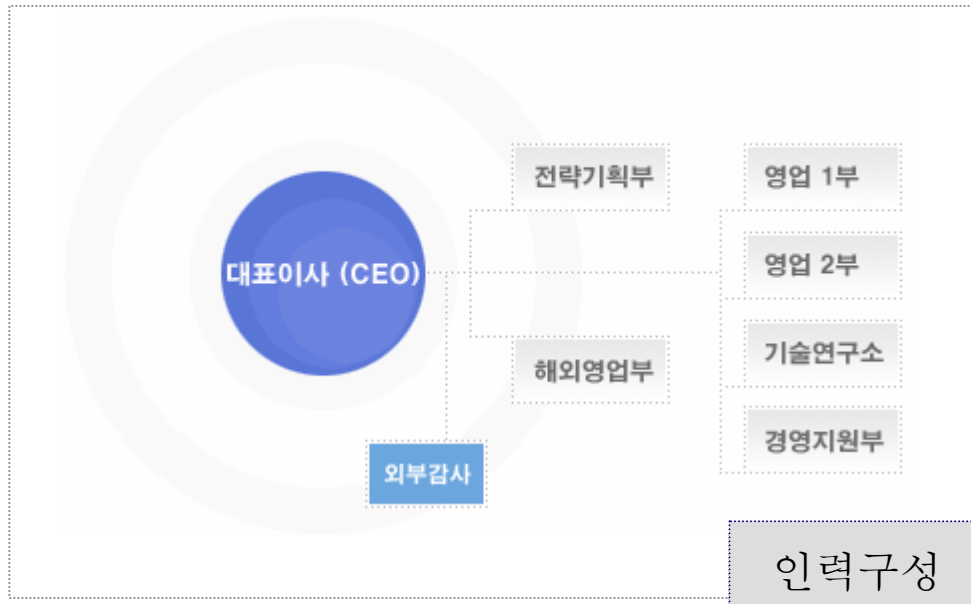 전략기획부
영업 1부
대표이사 (CEO)
영업 2부
해외영업부
기술연구소
경영지원부
외부감사
인력구성